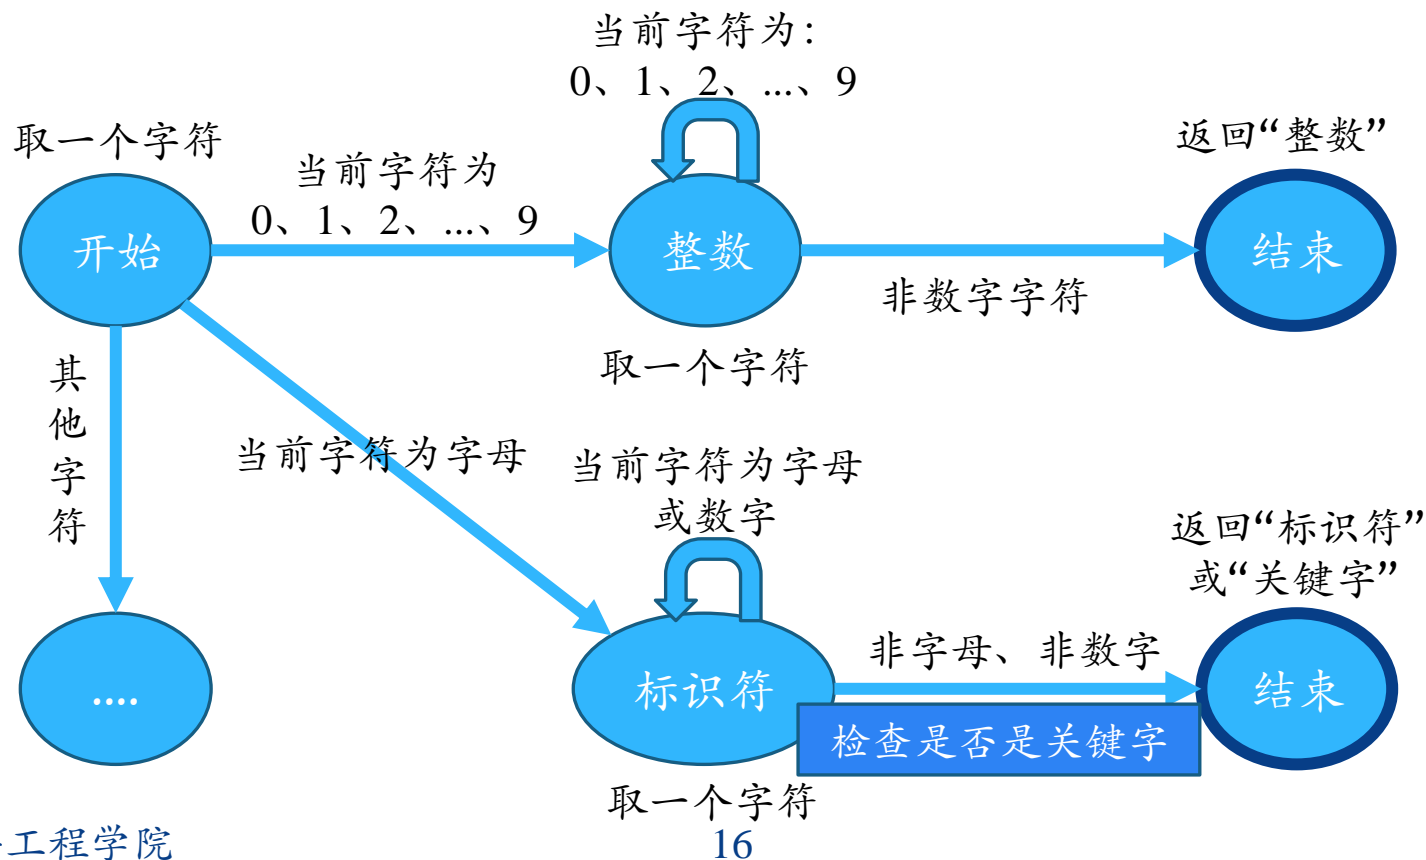 当前字符为:
0、1、2、...、9
取一个字符
当前字符为
0、1、2、...、9
返回“整数”
开始
整数
结束
非数字字符
取一个字符
其
他
字
符
当前字符为字母
当前字符为字母
或数字
返回“标识符”
或“关键字”
非字母、非数字
....
标识符
结束
检查是否是关键字
取一个字符
工程学院
16